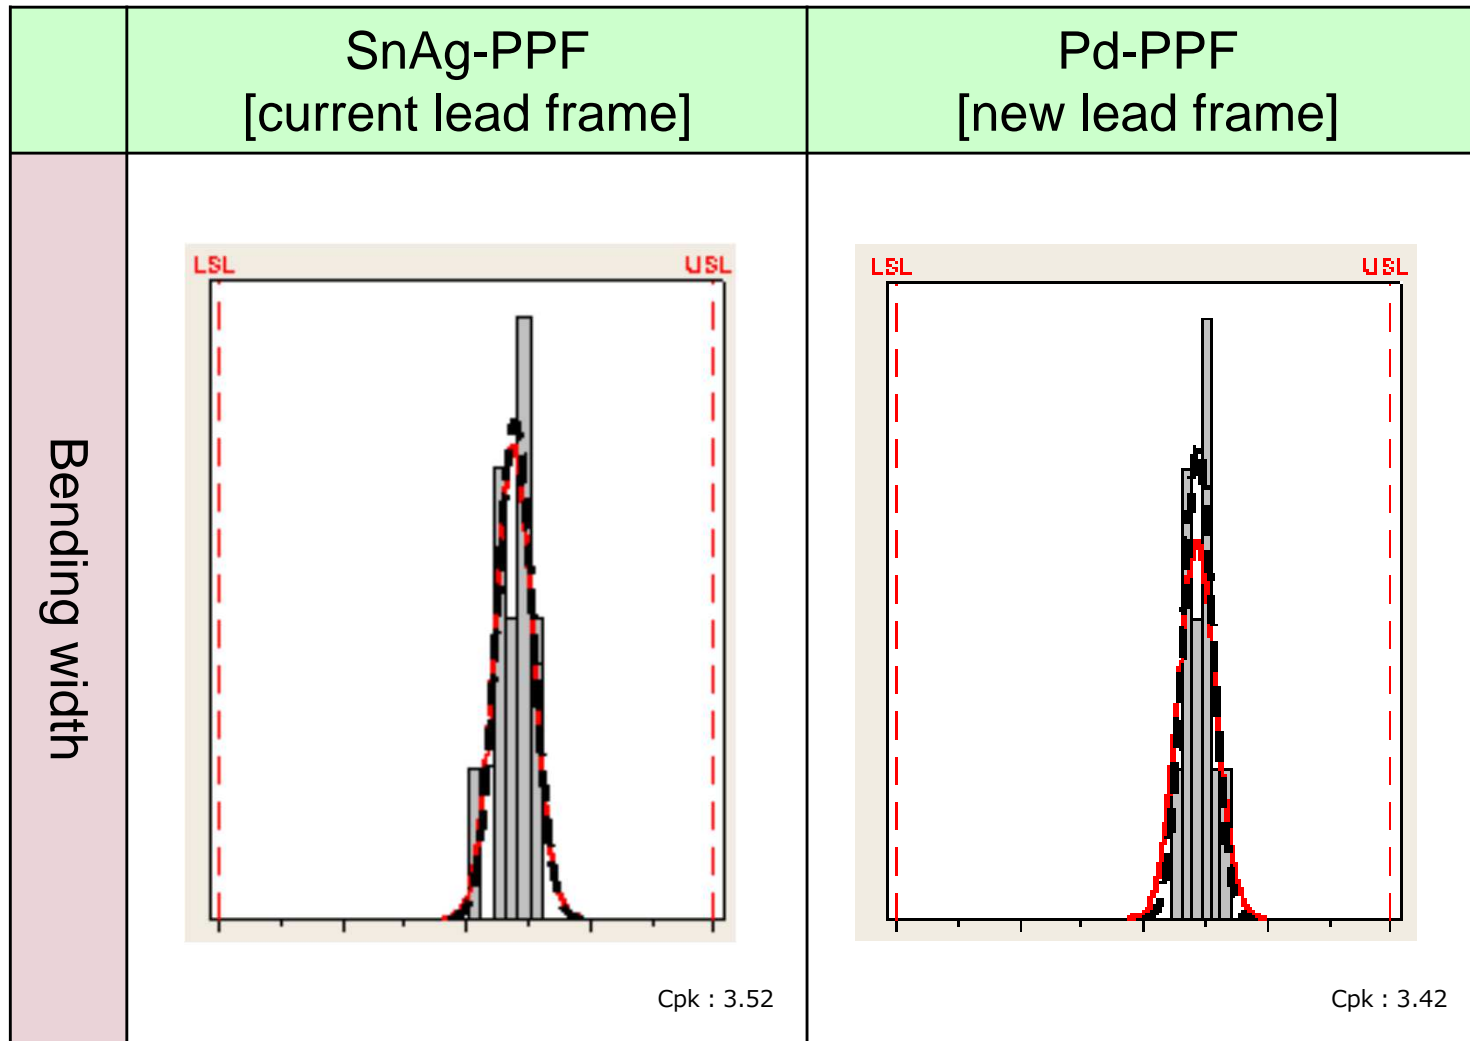 SnAg-PPF
[current lead frame]
Pd-PPF
[new lead frame]
Bending width
LSL
USL
LSL
USL
Cpk : 3.52
Cpk : 3.42